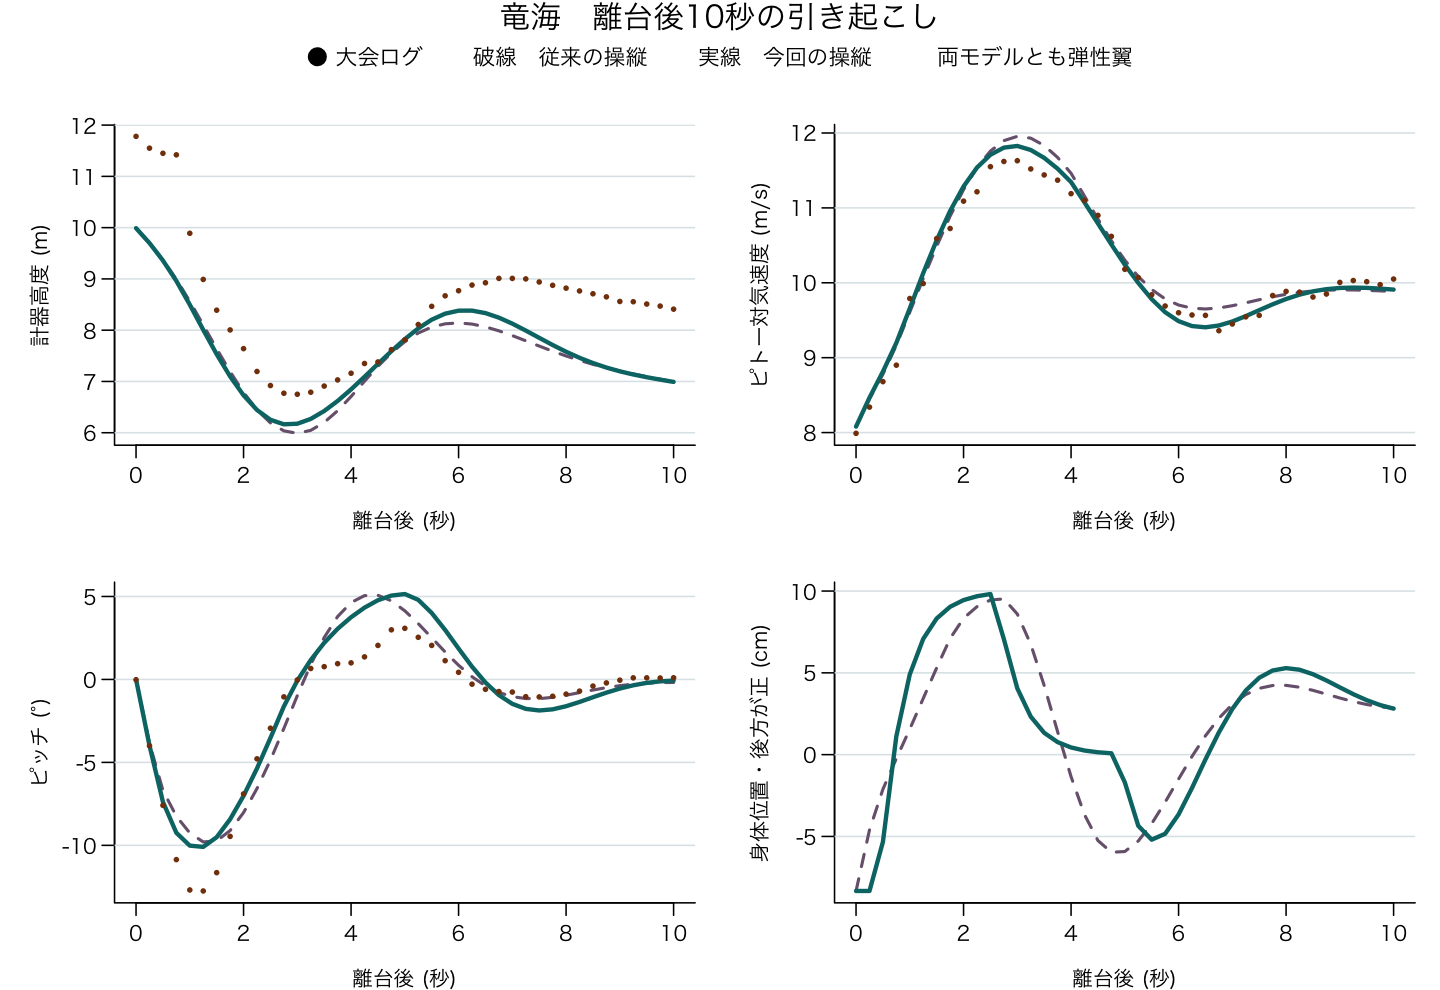 竜海　離台後10秒の引き起こし
● 大会ログ　　破線　従来の操縦　　実線　今回の操縦　　　両モデルとも弾性翼
計器高度 (m)
12
11
10
9
8
7
6
0 2 4 6 8 10
離台後 (秒)
ピトー対気速度 (m/s)
12
11
10
9
8
0 2 4 6 8 10
離台後 (秒)
ピッチ (°)
5
0
-5
-10
0 2 4 6 8 10
離台後 (秒)
身体位置・後方が正 (cm)
10
5
0
-5
0 2 4 6 8 10
離台後 (秒)